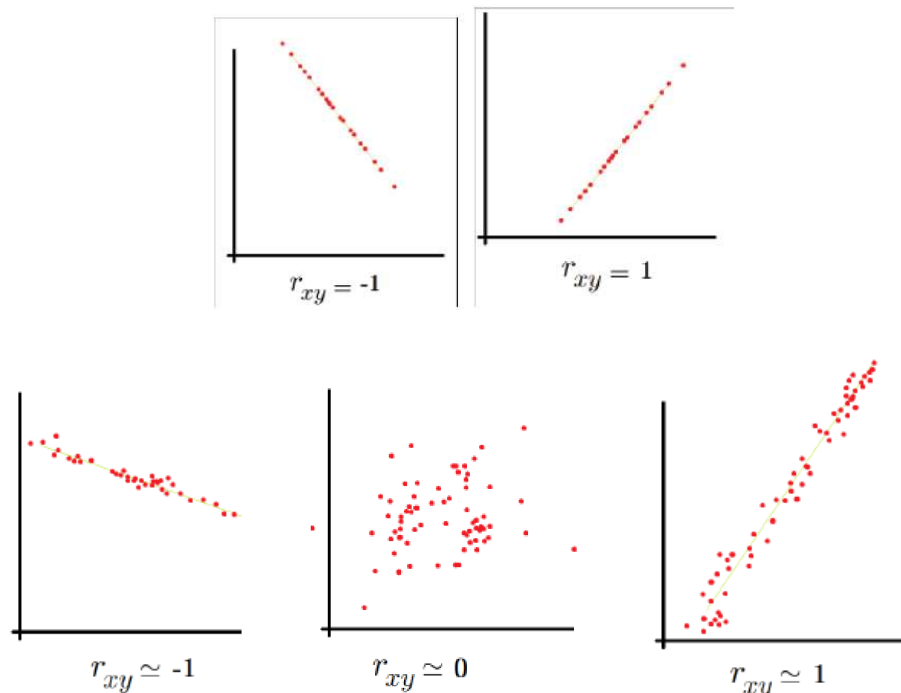 r_xy = -1
r_xy = 1
r_xy ≃ -1
r_xy ≃ 0
r_xy ≃ 1